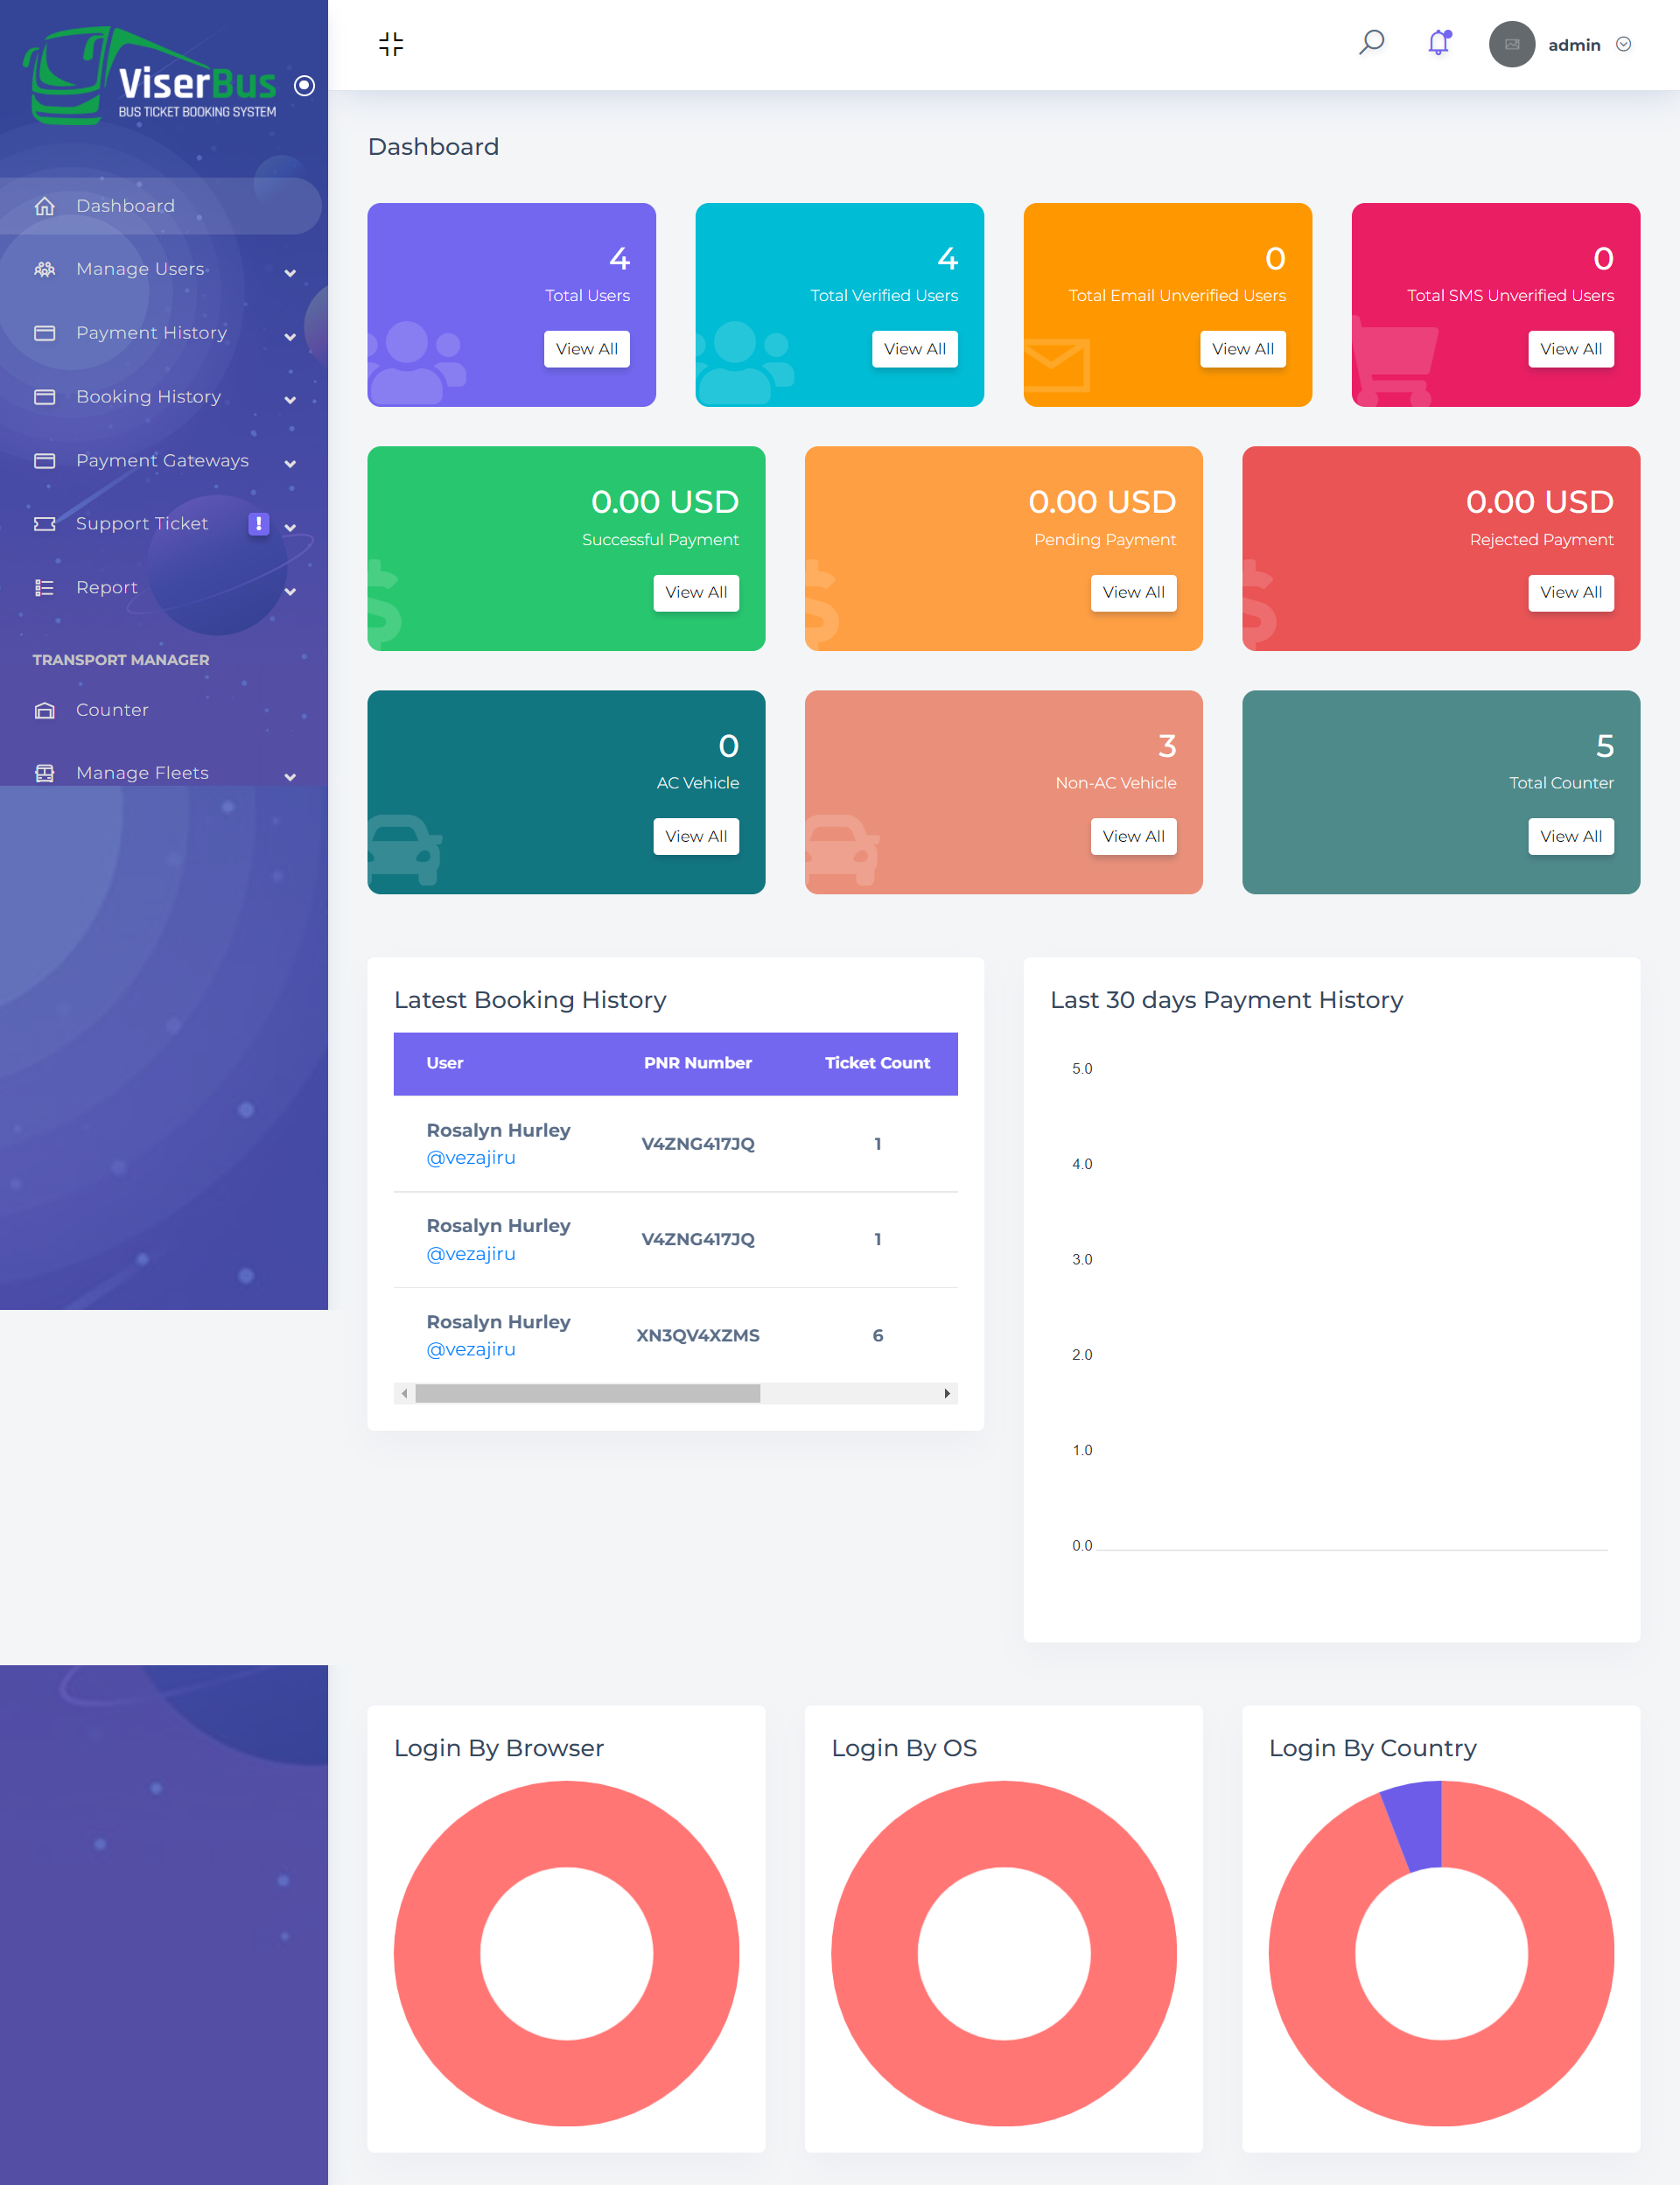 ViserBus
BUS TICKET BOOKING SYSTEM
admin
Dashboard
Manage Users
Payment History
Booking History
Payment Gateways
Support Ticket
Report
TRANSPORT MANAGER
Counter
Manage Fleets
Dashboard
4
Total Users
View All
4
Total Verified Users
View All
0
Total Email Unverified Users
View All
0
Total SMS Unverified Users
View All
0.00 USD
Successful Payment
View All
0.00 USD
Pending Payment
View All
0.00 USD
Rejected Payment
View All
0
AC Vehicle
View All
3
Non-AC Vehicle
View All
5
Total Counter
View All
Latest Booking History
User PNR Number Ticket Count
Rosalyn Hurley
@vezajiru V4ZNG417JQ 1
Rosalyn Hurley
@vezajiru V4ZNG417JQ 1
Rosalyn Hurley
@vezajiru XN3QV4XZMS 6
Last 30 days Payment History
5.0
4.0
3.0
2.0
1.0
0.0
Login By Browser
Login By OS
Login By Country